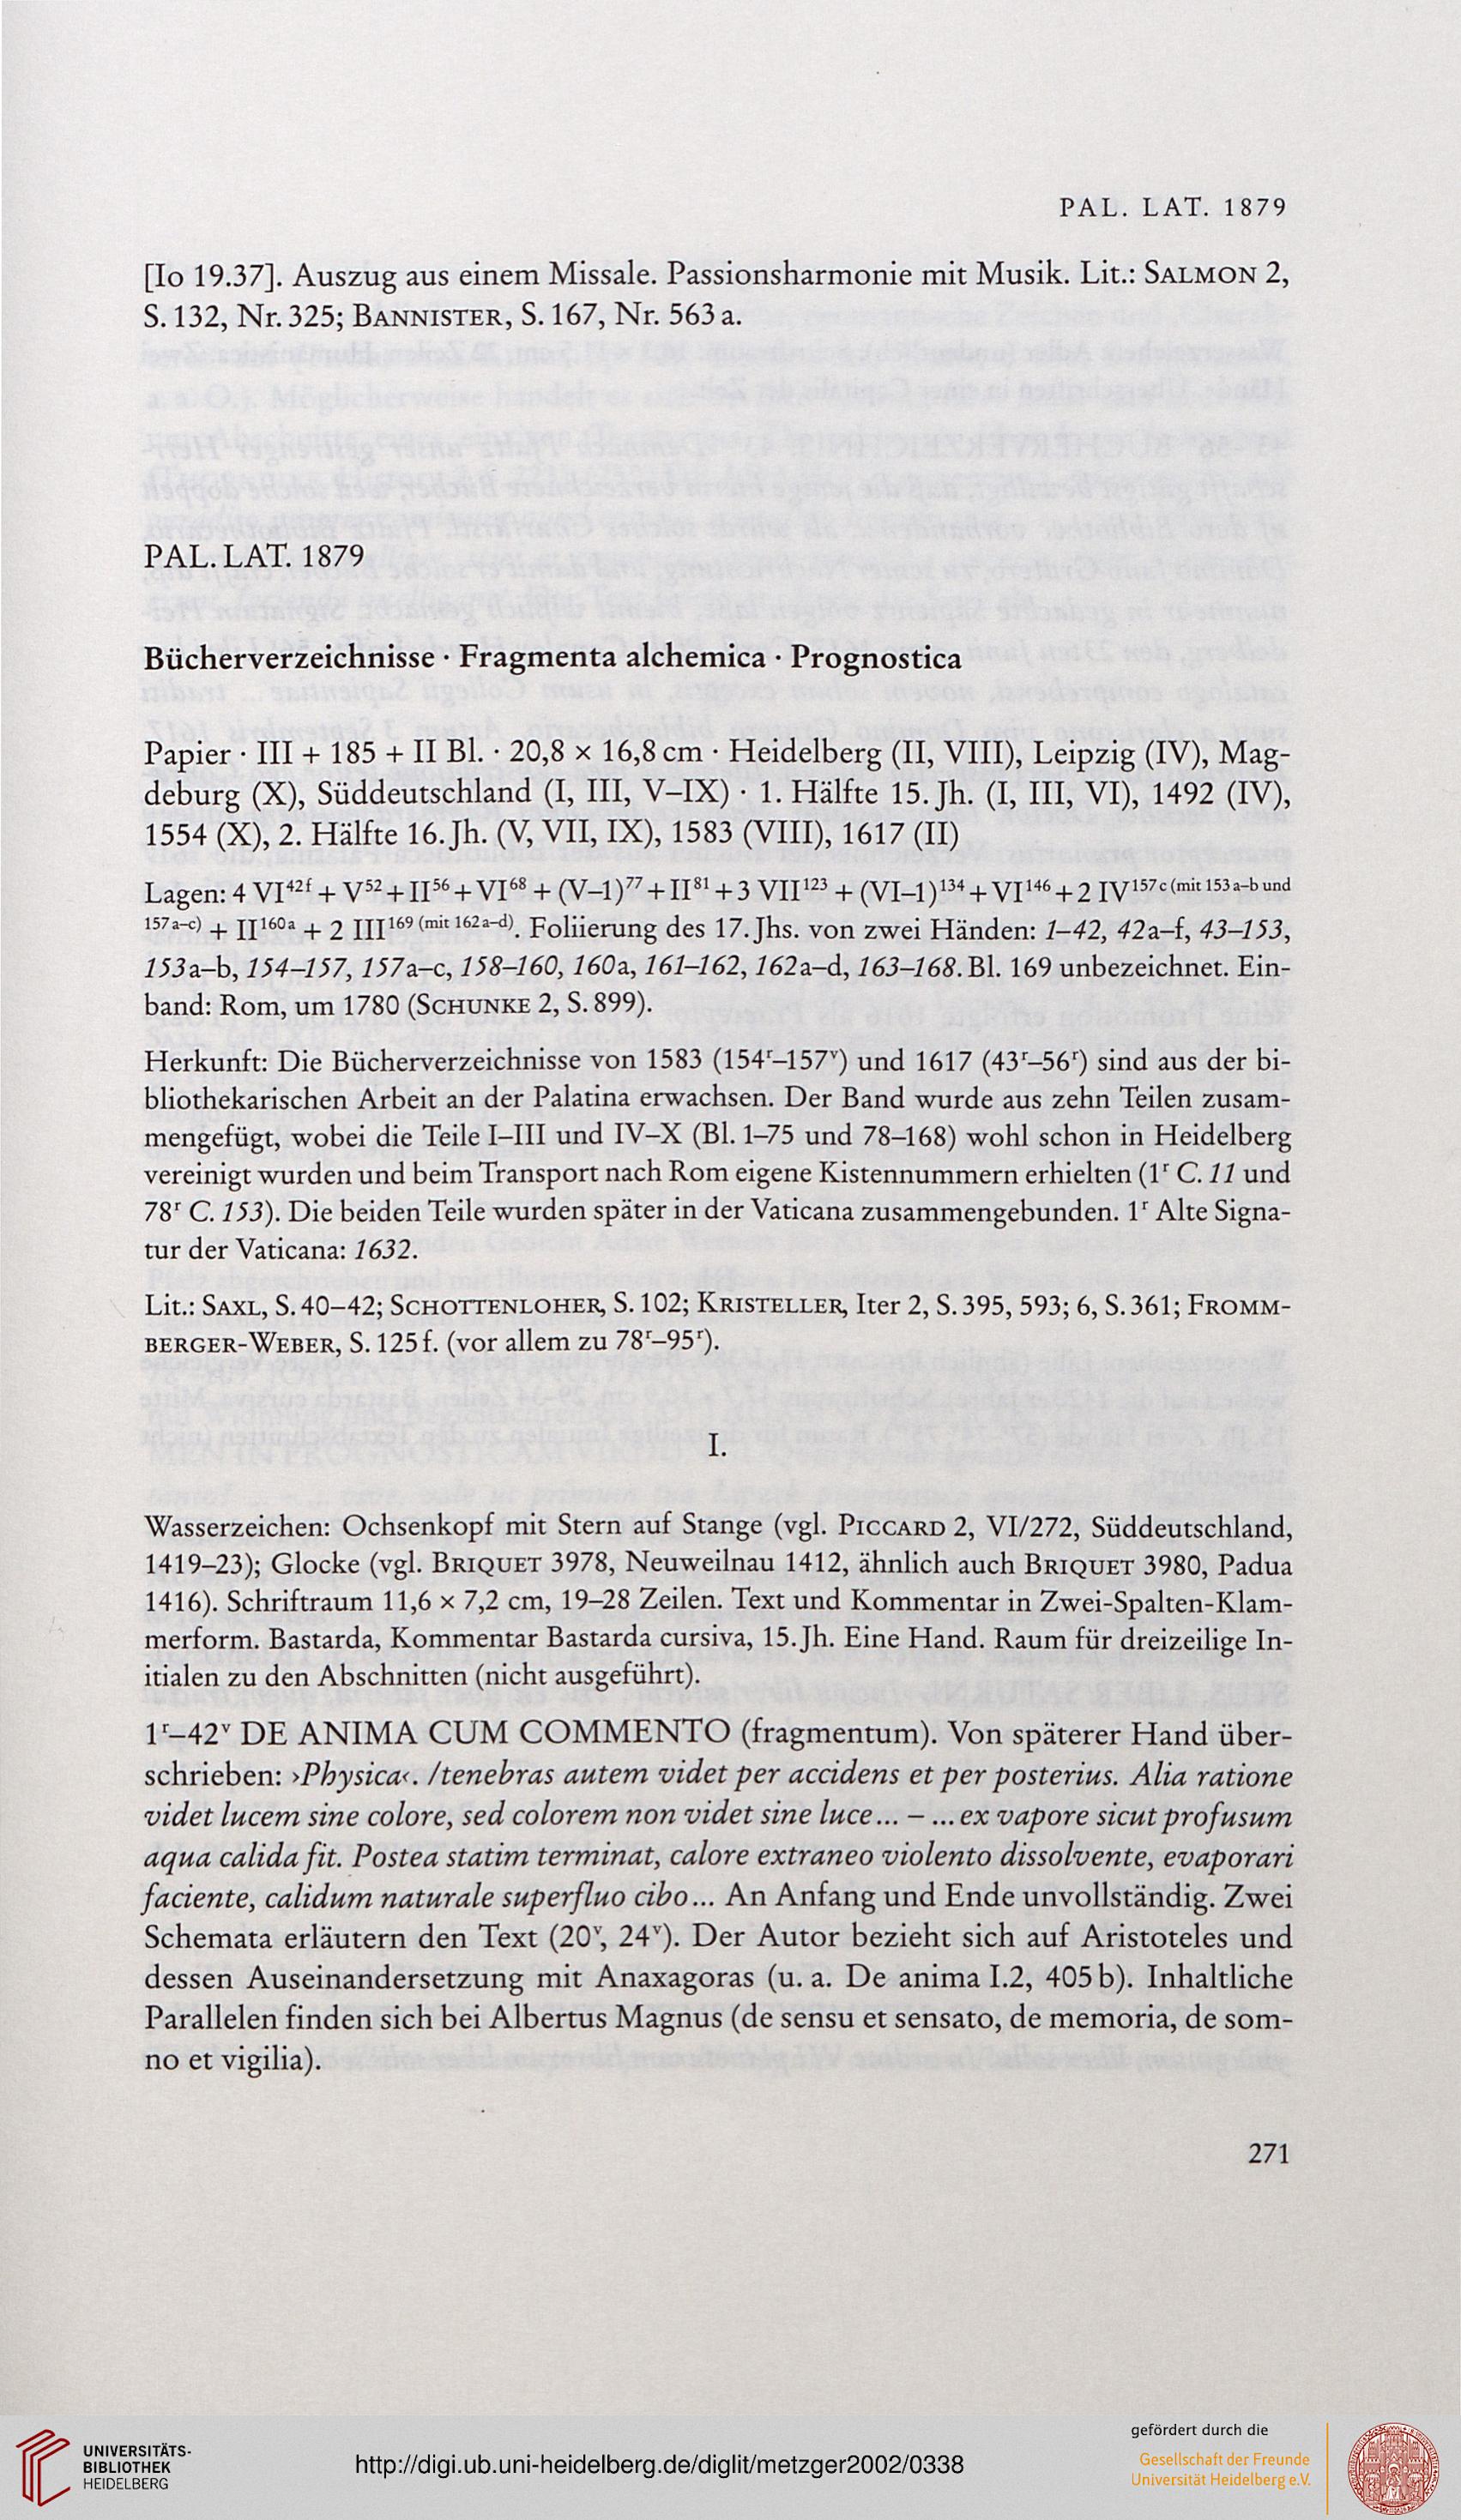 PAL. LAT. 1879
[Io 19.37]. Auszug aus einem Missale. Passionsharmonie mit Musik. Lit.: SALMON 2,
S. 132, Nr. 325; BANNISTER, S. 167, Nr. 563 a.
PAL. LAT. 1879
Bücherverzeichnisse · Fragmenta alchemica · Prognostica
Papier · III + 185 + II Bl. · 20,8 × 16,8 cm · Heidelberg (II, VIII), Leipzig (IV), Mag-
deburg (X), Süddeutschland (I, III, V–IX) · 1. Hälfte 15. Jh. (I, III, VI), 1492 (IV),
1554 (X), 2. Hälfte 16. Jh. (V, VII, IX), 1583 (VIII), 1617 (II)
Lagen: 4 VI⁴²ᶠ + V⁵² + II⁵⁶ + VI⁶⁸ + (V–1)⁷⁷ + II⁸¹ + 3 VII¹²³ + (VI–1)¹³⁴ + VI¹⁴⁶ + 2 IV¹⁵⁷ ᶜ (mit 153 a–b und
157 a–c) + II¹⁶⁰ ᵃ + 2 III¹⁶⁹ (mit 162 a–d). Foliierung des 17. Jhs. von zwei Händen: 1–42, 42a–f, 43–153,
153a–b, 154–157, 157a–c, 158–160, 160a, 161–162, 162a–d, 163–168. Bl. 169 unbezeichnet. Ein-
band: Rom, um 1780 (SCHUNKE 2, S. 899).
Herkunft: Die Bücherverzeichnisse von 1583 (154ʳ–157ᵛ) und 1617 (43ʳ–56ʳ) sind aus der bi-
bliothekarischen Arbeit an der Palatina erwachsen. Der Band wurde aus zehn Teilen zusam-
mengefügt, wobei die Teile I–III und IV–X (Bl. 1–75 und 78–168) wohl schon in Heidelberg
vereinigt wurden und beim Transport nach Rom eigene Kistennummern erhielten (1ʳ C. 11 und
78ʳ C. 153). Die beiden Teile wurden später in der Vaticana zusammengebunden. 1ʳ Alte Signa-
tur der Vaticana: 1632.
Lit.: SAXL, S. 40–42; SCHOTTENLOHER, S. 102; KRISTELLER, Iter 2, S. 395, 593; 6, S. 361; FROMM-
BERGER-WEBER, S. 125 f. (vor allem zu 78ʳ–95ʳ).
I.
Wasserzeichen: Ochsenkopf mit Stern auf Stange (vgl. PICCARD 2, VI/272, Süddeutschland,
1419–23); Glocke (vgl. BRIQUET 3978, Neuweilnau 1412, ähnlich auch BRIQUET 3980, Padua
1416). Schriftraum 11,6 × 7,2 cm, 19–28 Zeilen. Text und Kommentar in Zwei-Spalten-Klam-
merform. Bastarda, Kommentar Bastarda cursiva, 15. Jh. Eine Hand. Raum für dreizeilige In-
itialen zu den Abschnitten (nicht ausgeführt).
1ʳ–42ᵛ DE ANIMA CUM COMMENTO (fragmentum). Von späterer Hand über-
schrieben: ›Physica‹. /tenebras autem videt per accidens et per posterius. Alia ratione
videt lucem sine colore, sed colorem non videt sine luce ... – ... ex vapore sicut profusum
aqua calida fit. Postea statim terminat, calore extraneo violento dissolvente, evaporari
faciente, calidum naturale superfluo cibo ... An Anfang und Ende unvollständig. Zwei
Schemata erläutern den Text (20ᵛ, 24ᵛ). Der Autor bezieht sich auf Aristoteles und
dessen Auseinandersetzung mit Anaxagoras (u. a. De anima I.2, 405 b). Inhaltliche
Parallelen finden sich bei Albertus Magnus (de sensu et sensato, de memoria, de som-
no et vigilia).
271
UNIVERSITÄTS-
BIBLIOTHEK
HEIDELBERG
http://digi.ub.uni-heidelberg.de/diglit/metzger2002/0338
gefördert durch die
Gesellschaft der Freunde
Universität Heidelberg e.V.